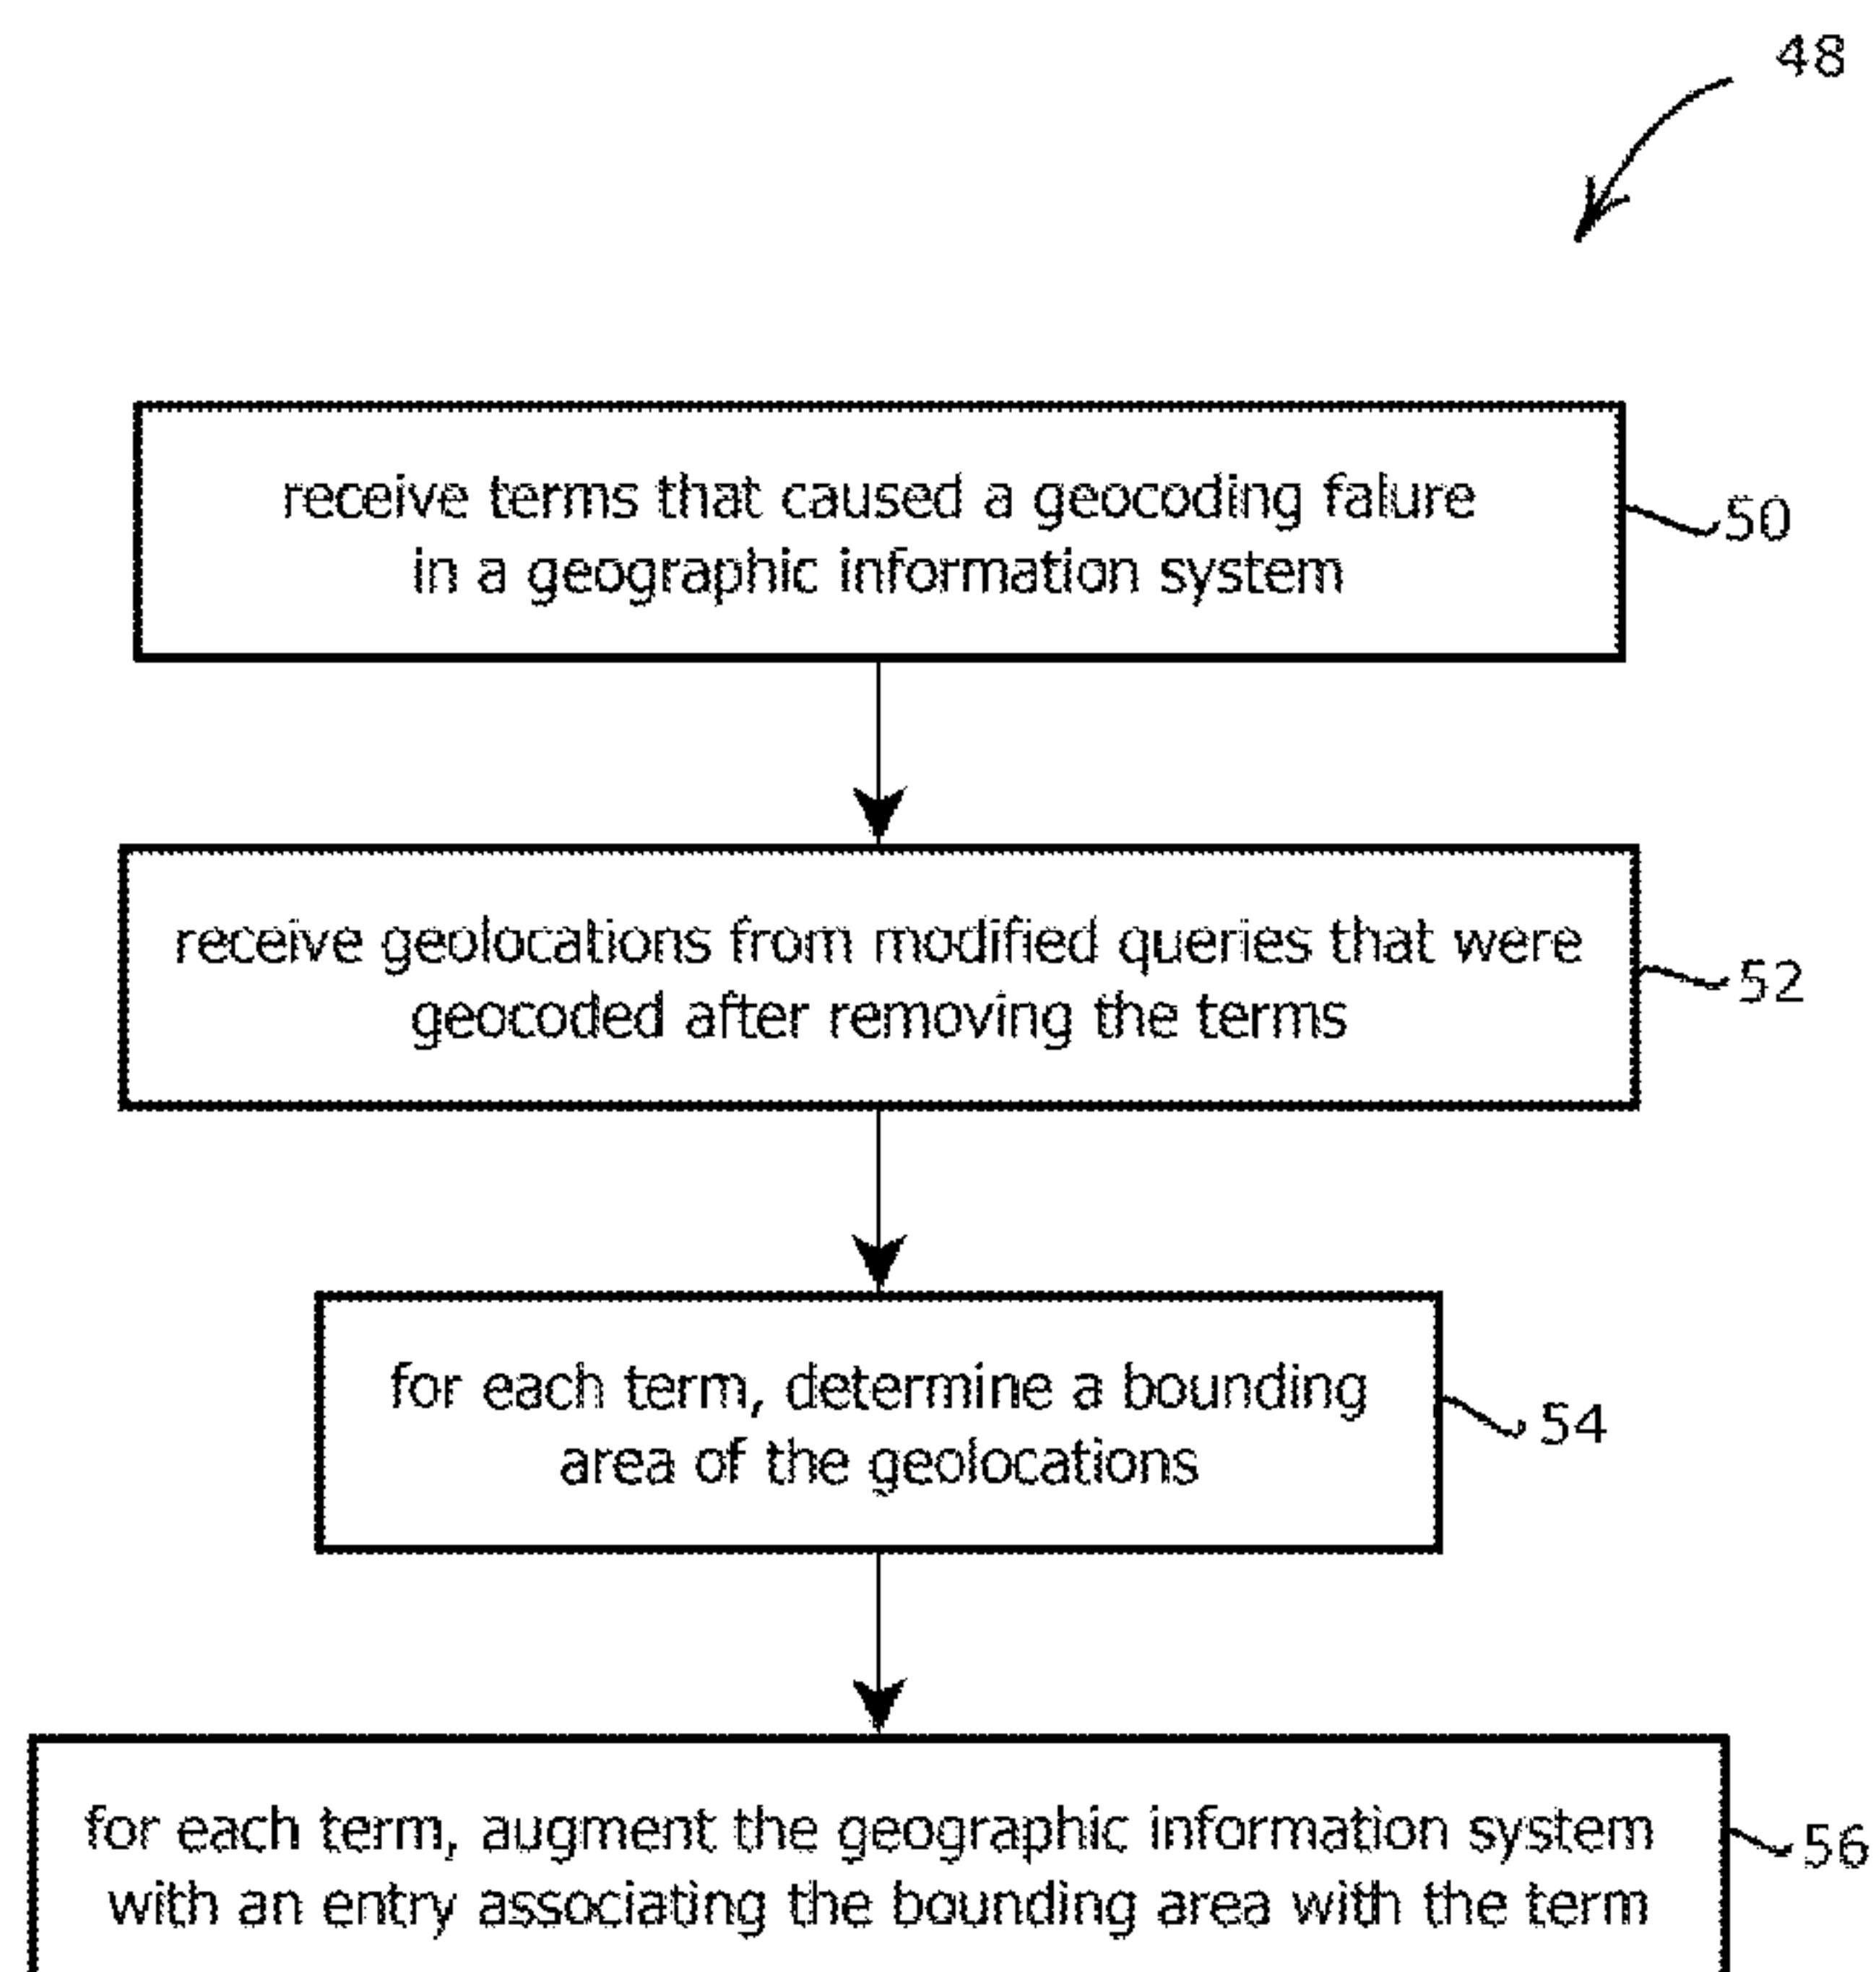 48
receive terms that caused a geocoding falure
in a geographic information system
50
receive geolocations from modified queries that were
geocoded after removing the terms
52
for each term, determine a bounding
area of the geolocations
54
for each term, augment the geographic information system
with an entry associating the bounding area with the term
56